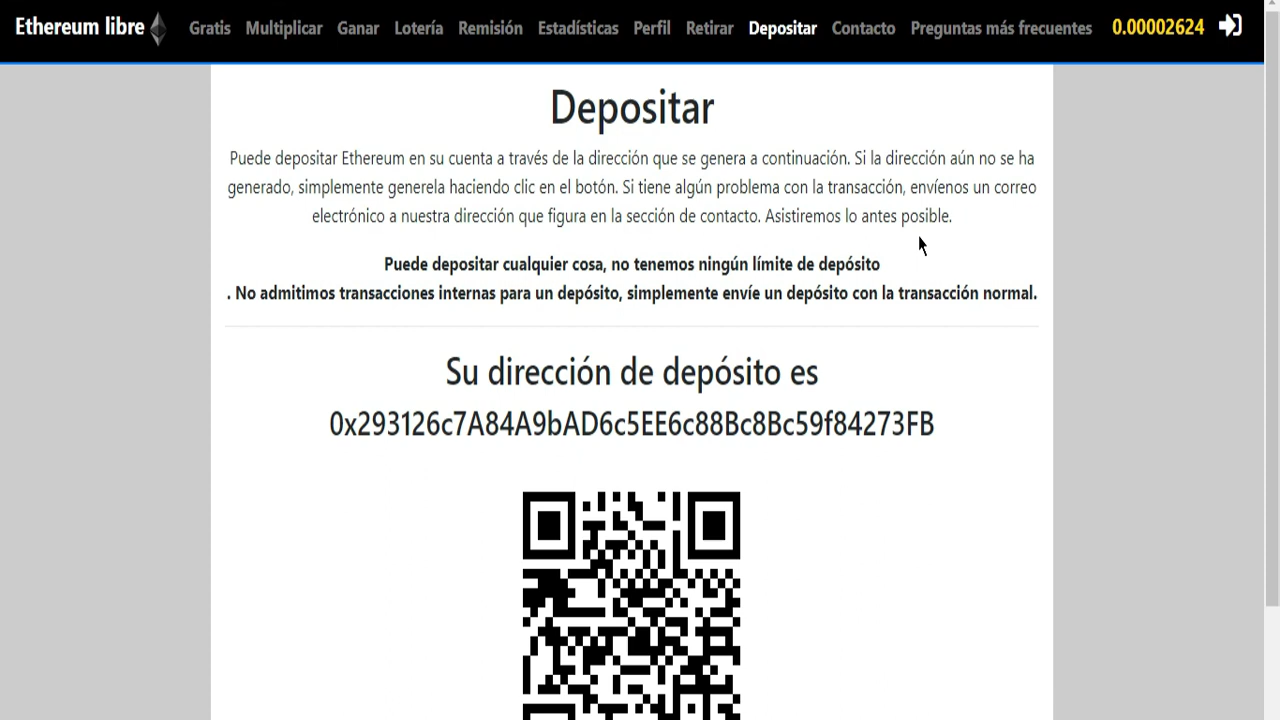 Ethereum libre Gratis Multiplicar Ganar Lotería Remisión Estadísticas Perfil Retirar Depositar Contacto Preguntas más frecuentes 0.00002624
Depositar
Puede depositar Ethereum en su cuenta a través de la dirección que se genera a continuación. Si la dirección aún no se ha
generado, simplemente generela haciendo clic en el botón. Si tiene algún problema con la transacción, envíenos un correo
electrónico a nuestra dirección que figura en la sección de contacto. Asistiremos lo antes posible.
Puede depositar cualquier cosa, no tenemos ningún límite de depósito
. No admitimos transacciones internas para un depósito, simplemente envíe un depósito con la transacción normal.
Su dirección de depósito es
0x293126c7A84A9bAD6c5EE6c88Bc8Bc59f84273FB